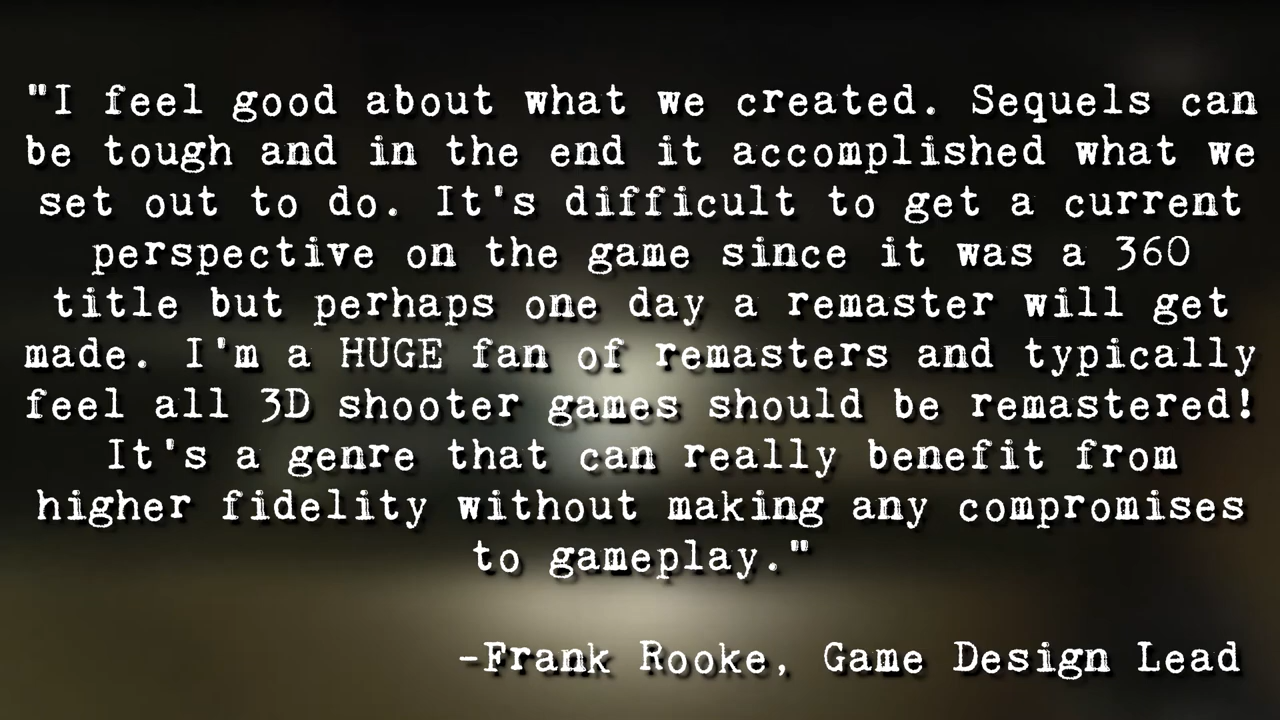 "I feel good about what we created. Sequels can
be tough and in the end it accomplished what we
set out to do. It's difficult to get a current
perspective on the game since it was a 360
title but perhaps one day a remaster will get
made. I'm a HUGE fan of remasters and typically
feel all 3D shooter games should be remastered!
It's a genre that can really benefit from
higher fidelity without making any compromises
to gameplay."
-Frank Rooke, Game Design Lead